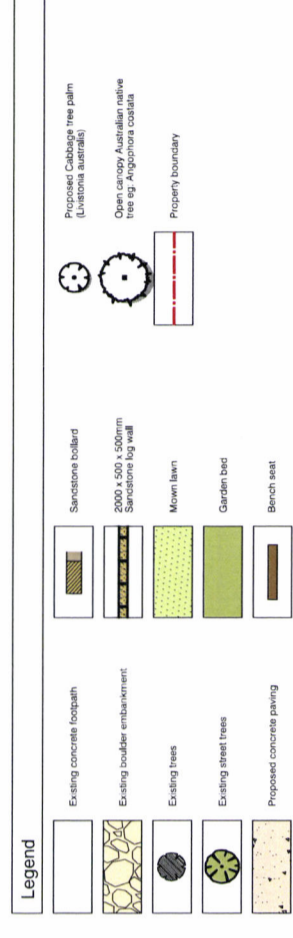 Legend
Existing concrete footpath
Existing boulder embankment
Existing trees
Existing street trees
Proposed concrete paving
Sandstone bollard
2000 x 500 x 500mm
Sandstone log wall
Mown lawn
Garden bed
Bench seat
Proposed Cabbage tree palm
(Livistonia australis)
Open canopy Australian native
tree eg: Angophora costata
Property boundary